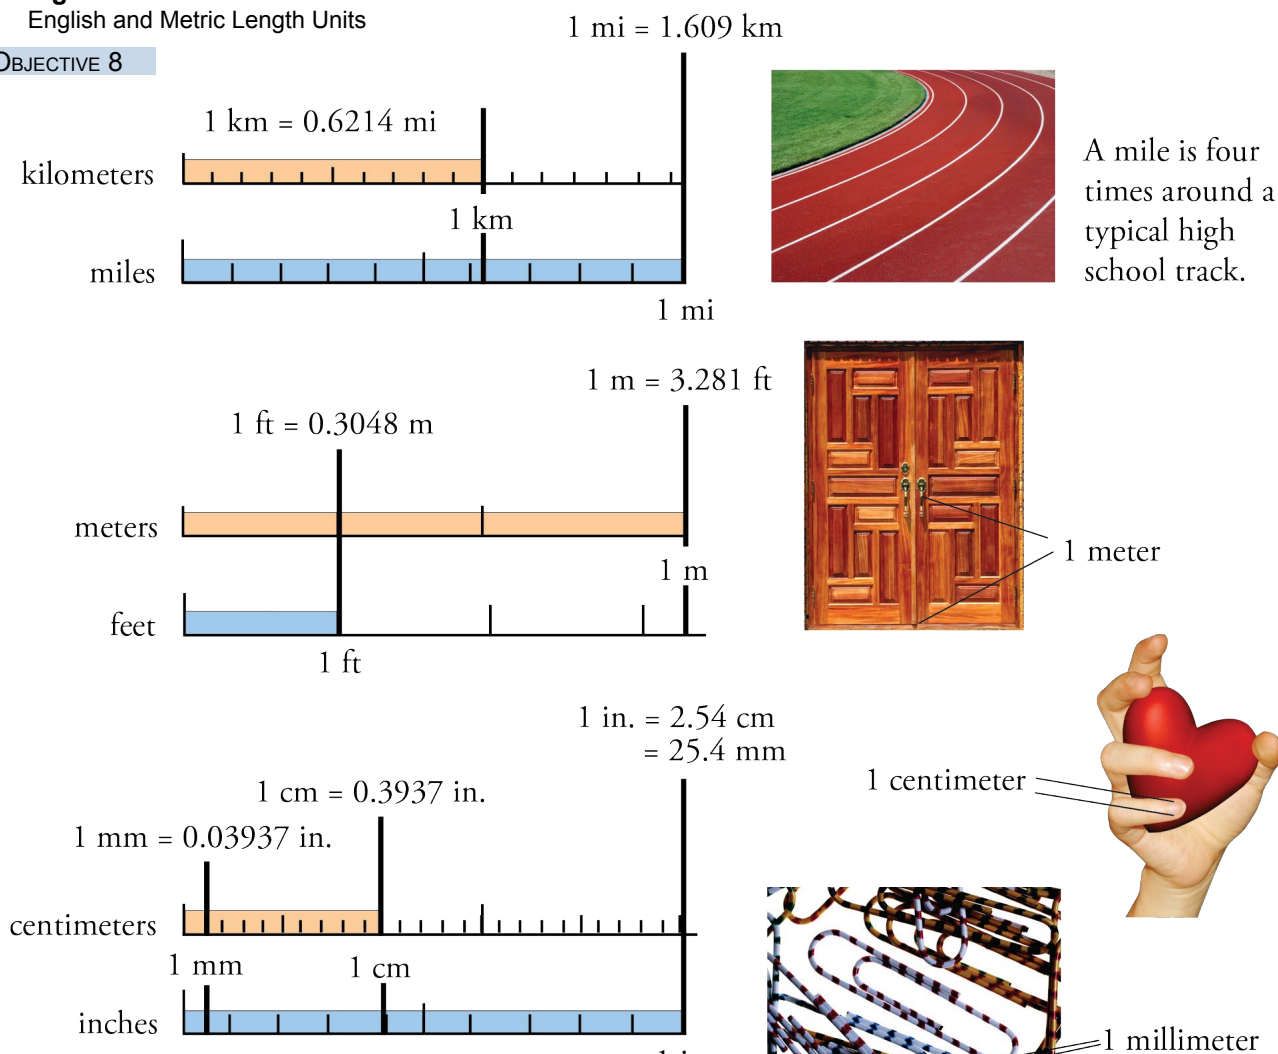 English and Metric Length Units
OBJECTIVE 8
1 mi = 1.609 km
1 km = 0.6214 mi
kilometers
1 km
miles
1 mi
A mile is four
times around a
typical high
school track.
1 m = 3.281 ft
1 ft = 0.3048 m
meters
1 m
feet
1 ft
1 meter
1 in. = 2.54 cm
= 25.4 mm
1 cm = 0.3937 in.
1 mm = 0.03937 in.
centimeters
1 mm
1 cm
inches
1 centimeter
1 millimeter